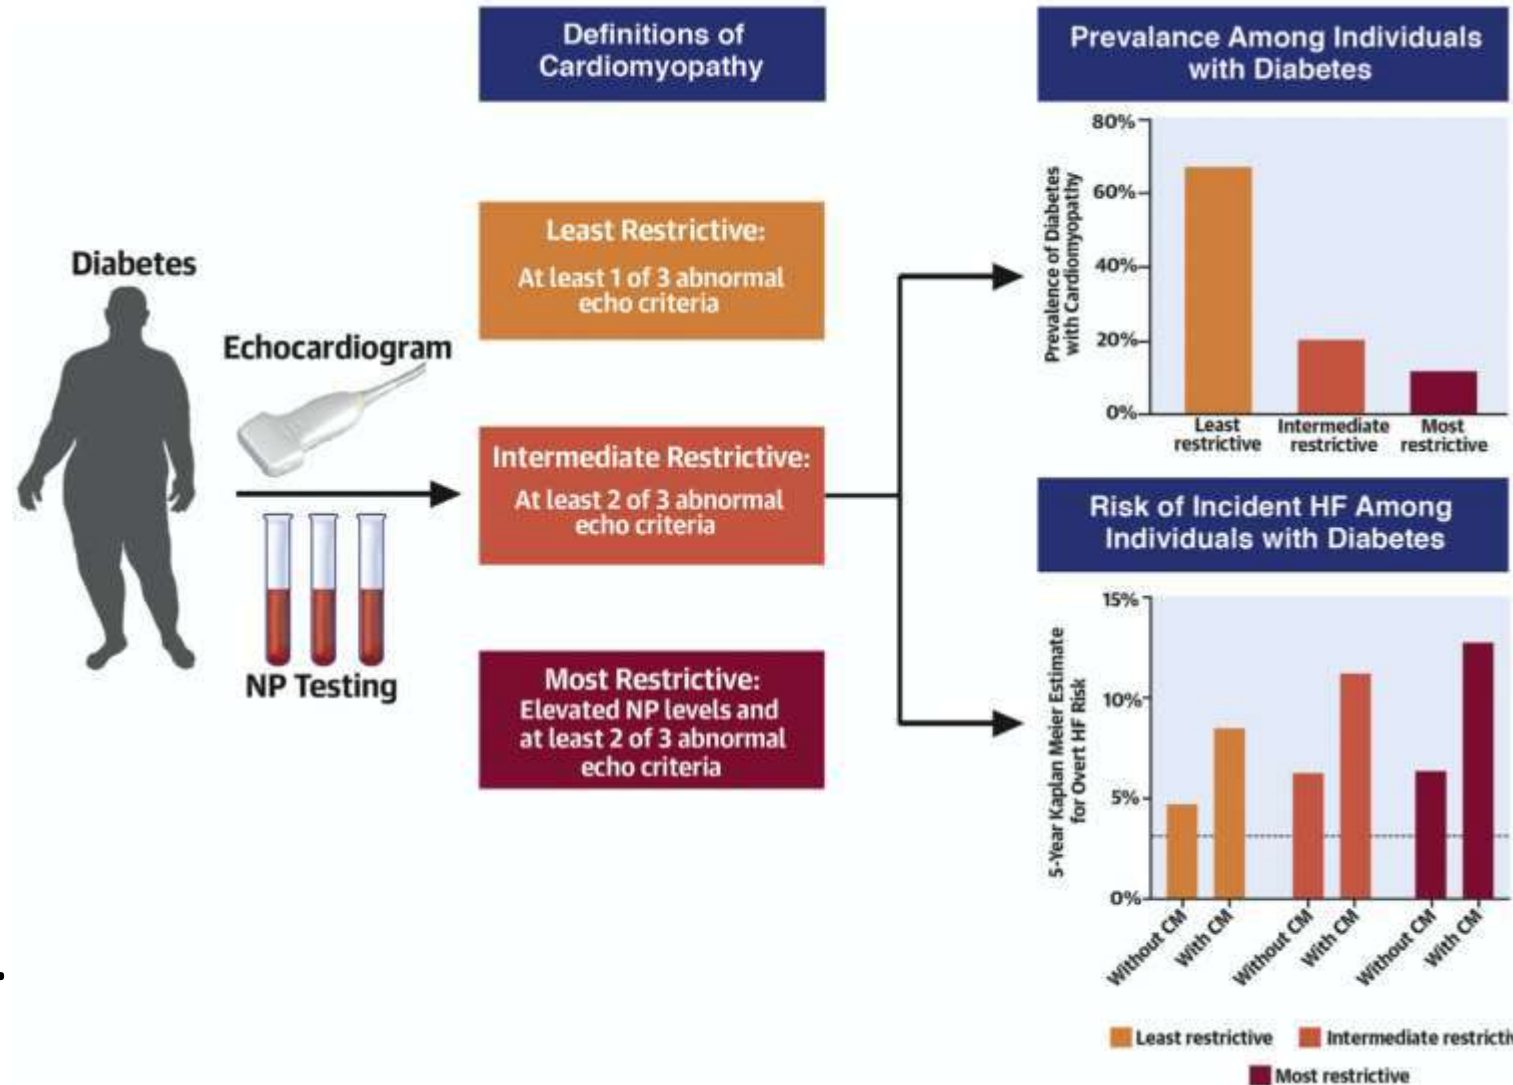 Definitions of
Cardiomyopathy
Prevalance Among Individuals
with Diabetes
Diabetes
Echocardiogram
NP Testing
Least Restrictive:
At least 1 of 3 abnormal
echo criteria
Intermediate Restrictive:
At least 2 of 3 abnormal
echo criteria
Most Restrictive:
Elevated NP levels and
at least 2 of 3 abnormal
echo criteria
Prevalence of Diabetes
with Cardiomyopathy
80%
60%
40%
20%
0%
Least
restrictive
Intermediate
restrictive
Most
restrictive
Risk of Incident HF Among
Individuals with Diabetes
5-Year Kaplan Meier Estimate
for Overt HF Risk
15%
10%
5%
0%
Without CM
With CM
Without CM
With CM
Without CM
With CM
Least restrictive
Intermediate restrictiv
Most restrictive